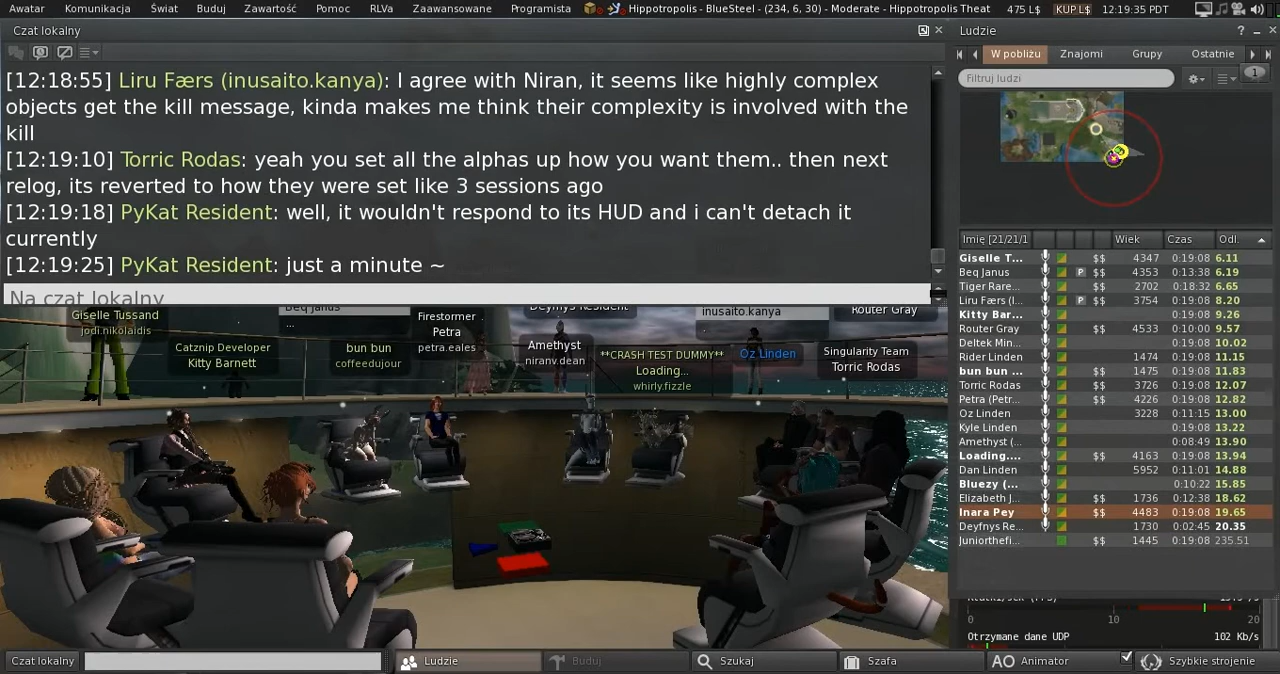 Awatar Komunikacja Świat Buduj Zawartość Pomoc RLVa Zaawansowane Programista Hippotropolis - BlueSteel - (234, 6, 30) - Moderate - Hippotropolis Theat 475 L$ KUP L$ 12:19:35 PDT
Czat lokalny
[12:18:55] Liru Færs (inusaito.kanya): I agree with Niran, it seems like highly complex
objects get the kill message, kinda makes me think their complexity is involved with the
kill
[12:19:10] Torric Rodas: yeah you set all the alphas up how you want them.. then next
relog, its reverted to how they were set like 3 sessions ago
[12:19:18] PyKat Resident: well, it wouldn't respond to its HUD and i can't detach it
currently
[12:19:25] PyKat Resident: just a minute ~
Na czat lokalny
Giselle Tussand
jodi.nikolaidis
Beq Janus
...
Catznip Developer
Kitty Barnett
bun bun
coffeedujour
Firestormer
Petra
petra.eales
Deyfnys Resident
Amethyst
niranv.dean
**CRASH TEST DUMMY**
Loading...
whirly.fizzle
inusaito.kanya
Oz Linden
Router Gray
Singularity Team
Torric Rodas
Ludzie
W pobliżu Znajomi Grupy Ostatnie
Filtruj ludzi
1
Imię [21/21/1 Wiek Czas Odl.
Giselle T... $$ 4347 0:19:08 6.11
Beq Janus P $$ 4353 0:13:38 6.19
Tiger Rare... $$ 2702 0:18:32 6.65
Liru Færs (I... P $$ 3754 0:19:08 8.20
Kitty Bar... 0:19:08 9.26
Router Gray $$ 4533 0:10:00 9.57
Deltek Min... 0:19:08 10.02
Rider Linden 1474 0:19:08 11.15
bun bun ... $$ 1475 0:19:08 11.83
Torric Rodas $$ 3726 0:19:08 12.07
Petra (Petr... $$ 4226 0:19:08 12.82
Oz Linden 3228 0:11:15 13.00
Kyle Linden 0:19:08 13.22
Amethyst (... 0:08:49 13.90
Loading.... $$ 4163 0:19:08 13.94
Dan Linden 5952 0:11:01 14.88
Bluezy (... 0:10:22 15.85
Elizabeth J... $$ 1736 0:12:38 18.62
Inara Pey $$ 4483 0:19:08 19.65
Deyfnys Re... 1730 0:02:45 20.35
Juniorthefi... $$ 1445 0:19:08 235.51
0 10 20
Otrzymane dane UDP 102 Kb/s
Czat lokalny Ludzie Buduj Szukaj Szafa AO Animator Szybkie strojenie